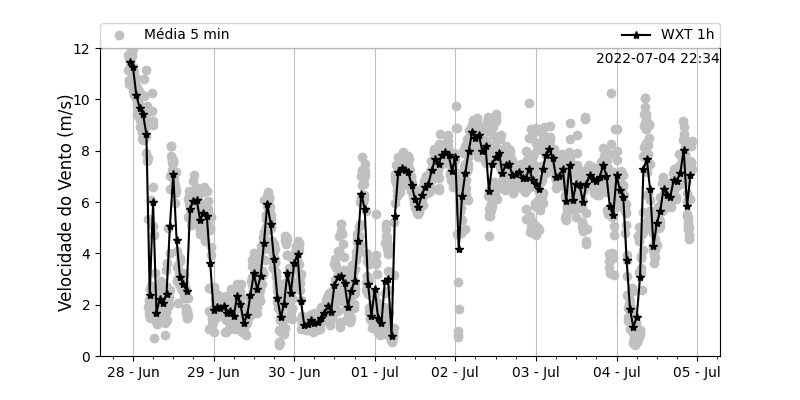 Média 5 min
WXT 1h
2022-07-04 22:34
Velocidade do Vento (m/s)
12
10
8
6
4
2
0
28 - Jun
29 - Jun
30 - Jun
01 - Jul
02 - Jul
03 - Jul
04 - Jul
05 - Jul